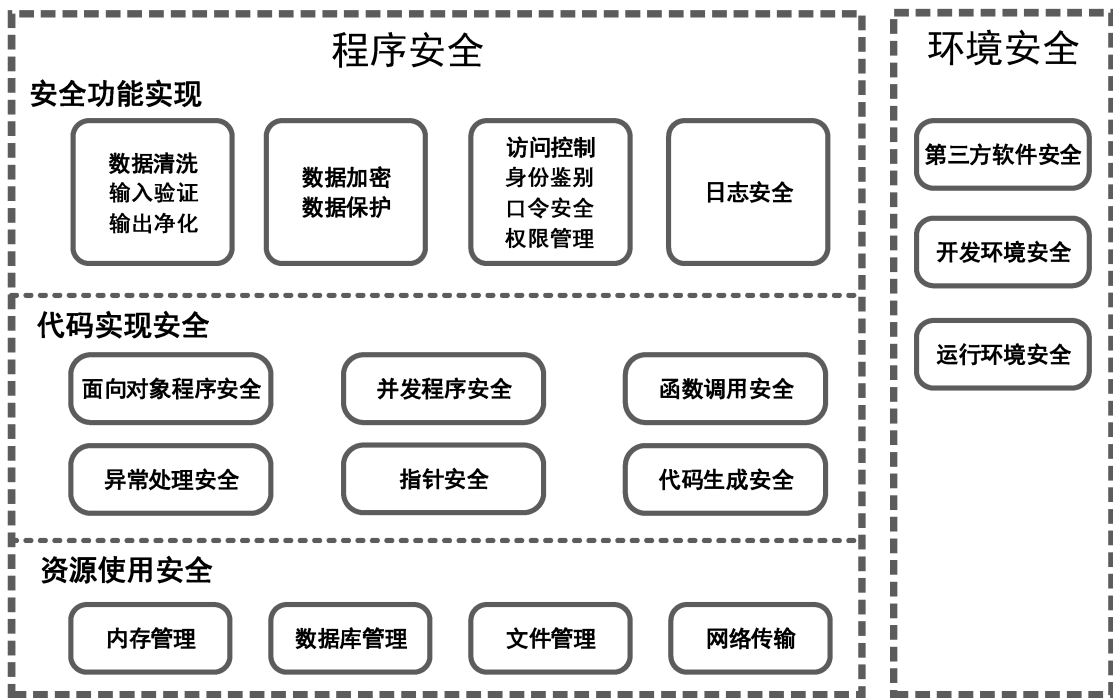 程序安全
安全功能实现
数据清洗
输入验证
输出净化
数据加密
数据保护
访问控制
身份鉴别
口令安全
权限管理
日志安全
代码实现安全
面向对象程序安全
并发程序安全
函数调用安全
异常处理安全
指针安全
代码生成安全
资源使用安全
内存管理
数据库管理
文件管理
网络传输
环境安全
第三方软件安全
开发环境安全
运行环境安全